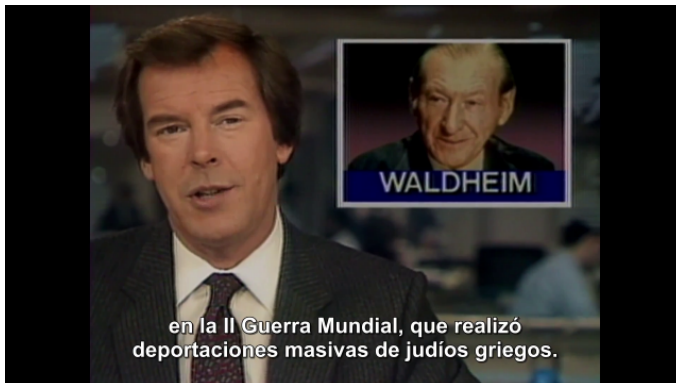 WALDHEIM
en la II Guerra Mundial, que realizó
deportaciones masivas de judíos griegos.